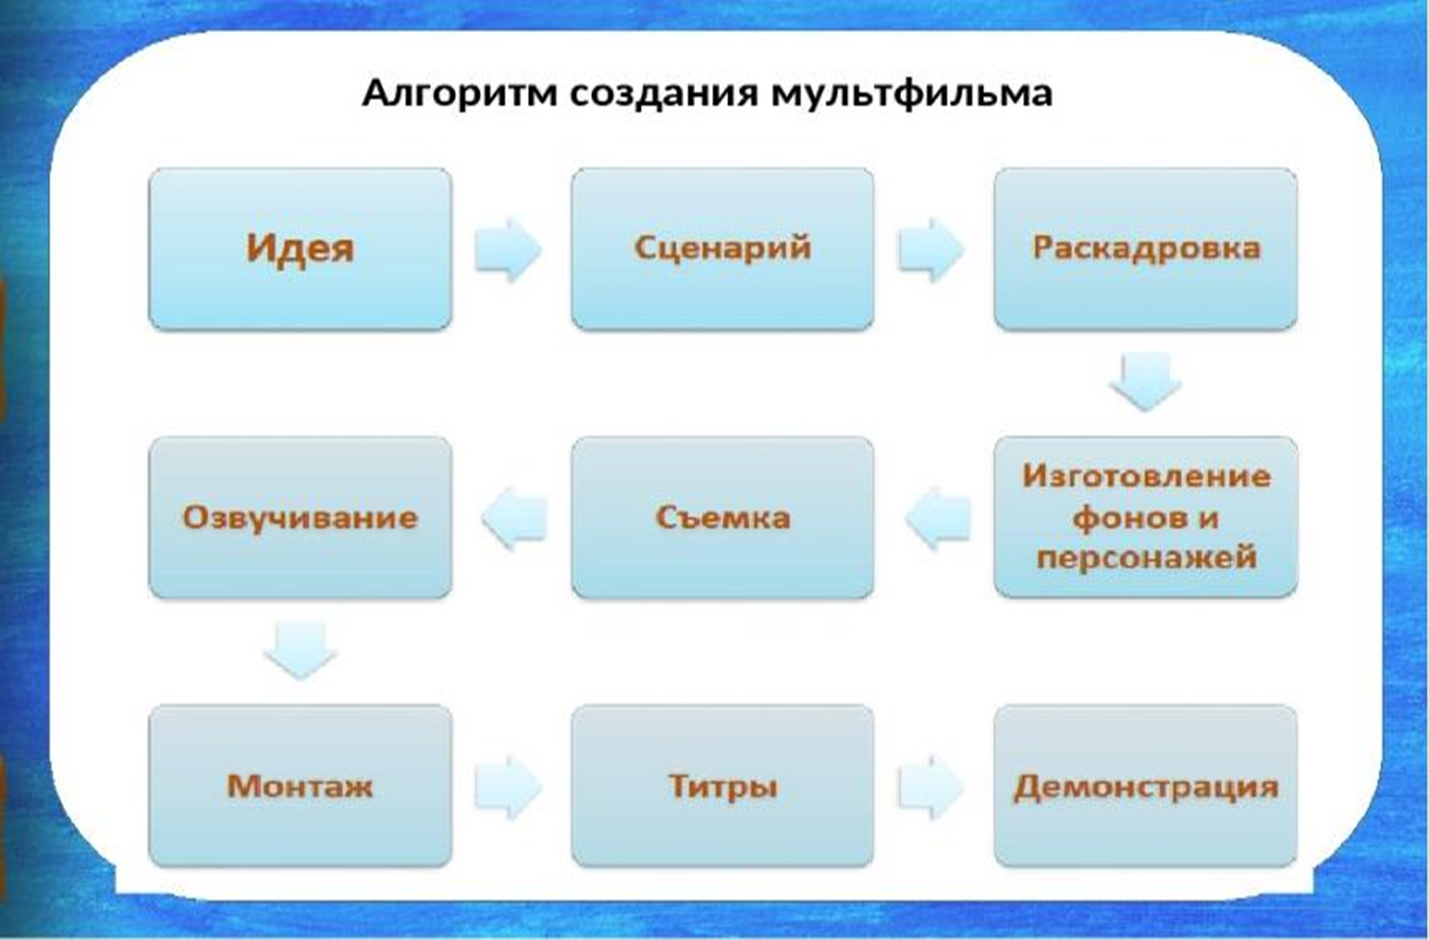 Алгоритм создания мультфильма
Идея
Сценарий
Раскадровка
Изготовление
фонов и
персонажей
Съемка
Озвучивание
Монтаж
Титры
Демонстрация